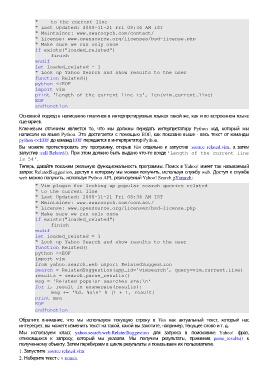 "     to the current line
" Last Updated: 2008-11-21 Fri 08:36 AM IST
" Maintainer: www.swaroopch.com/contact/
" License: www.opensource.org/licenses/bsd-license.php
" Make sure we run only once
if exists("loaded_related")
    finish
endif
let loaded_related = 1
" Look up Yahoo Search and show results to the user
function Related()
python <<EOF
import vim
print 'Length of the current line is', len(vim.current.line)
EOF
endfunction
Основной подход к написанию плагинов в интерпретируемых языках такой же, как и во встроенном языке
сценариев.
Ключевым отличием является то, что мы должны передать интерпретатору Python код, который мы
написали на языке Python. Это достигается с помощью EOF, как показано выше - весь текст от команды
python <<EOF до команд EOF передается в интерпретатор Python.
Вы можете протестировать эту программу, открыв Vim отдельно и запустив :source related.vim, а затем
запустив :call Related(). При этом должно быть выдано что-то вроде 'Length of the current line
is 54'.
Теперь, давайте покажем реальную функциональность программы. Поиск в Yahoo! имеет так называемый
запрос RelatedSuggestion, доступ к которому мы можем получить, используя службу web. Доступ к службе
web можно получить, используя Python API, реализуемый Yahoo! Search pYsearch:
" Vim plugin for looking up popular search queries related
" to the current line
" Last Updated: 2008-11-21 Fri 08:36 AM IST
" Maintainer: www.swaroopch.com/contact/
" License: www.opensource.org/licenses/bsd-license.php
" Make sure we run only once
if exists("loaded_related")
    finish
endif
let loaded_related = 1
" Look up Yahoo Search and show results to the user
function Related()
python <<EOF
import vim
from yahoo.search.web import RelatedSuggestion
search = RelatedSuggestion(app_id='vimsearch', query=vim.current.line)
results = search.parse_results()
msg = 'Related popular searches are:\n'
for i, result in enumerate(results):
    msg += '%d. %s\n' % (i + 1, result)
print msg
EOF
endfunction
Обратите внимание, что мы используем текущую строку в Vim как актуальный текст, который нас
интересует, вы можете изменить текст на такой, какой вы захотите, например, текущее слово и т. д.
Мы используем класс yahoo.search.web.RelatedSuggestion для запроса в поисковике Yahoo! фраз,
относящихся к запросу, который мы указали. Мы получим результаты, применяя parse_results() к
полученному объекту. Затем перебираем в цикле результаты и показываем их пользователю.
1. Запустите :source related.vim
2. Наберите текст: v names.